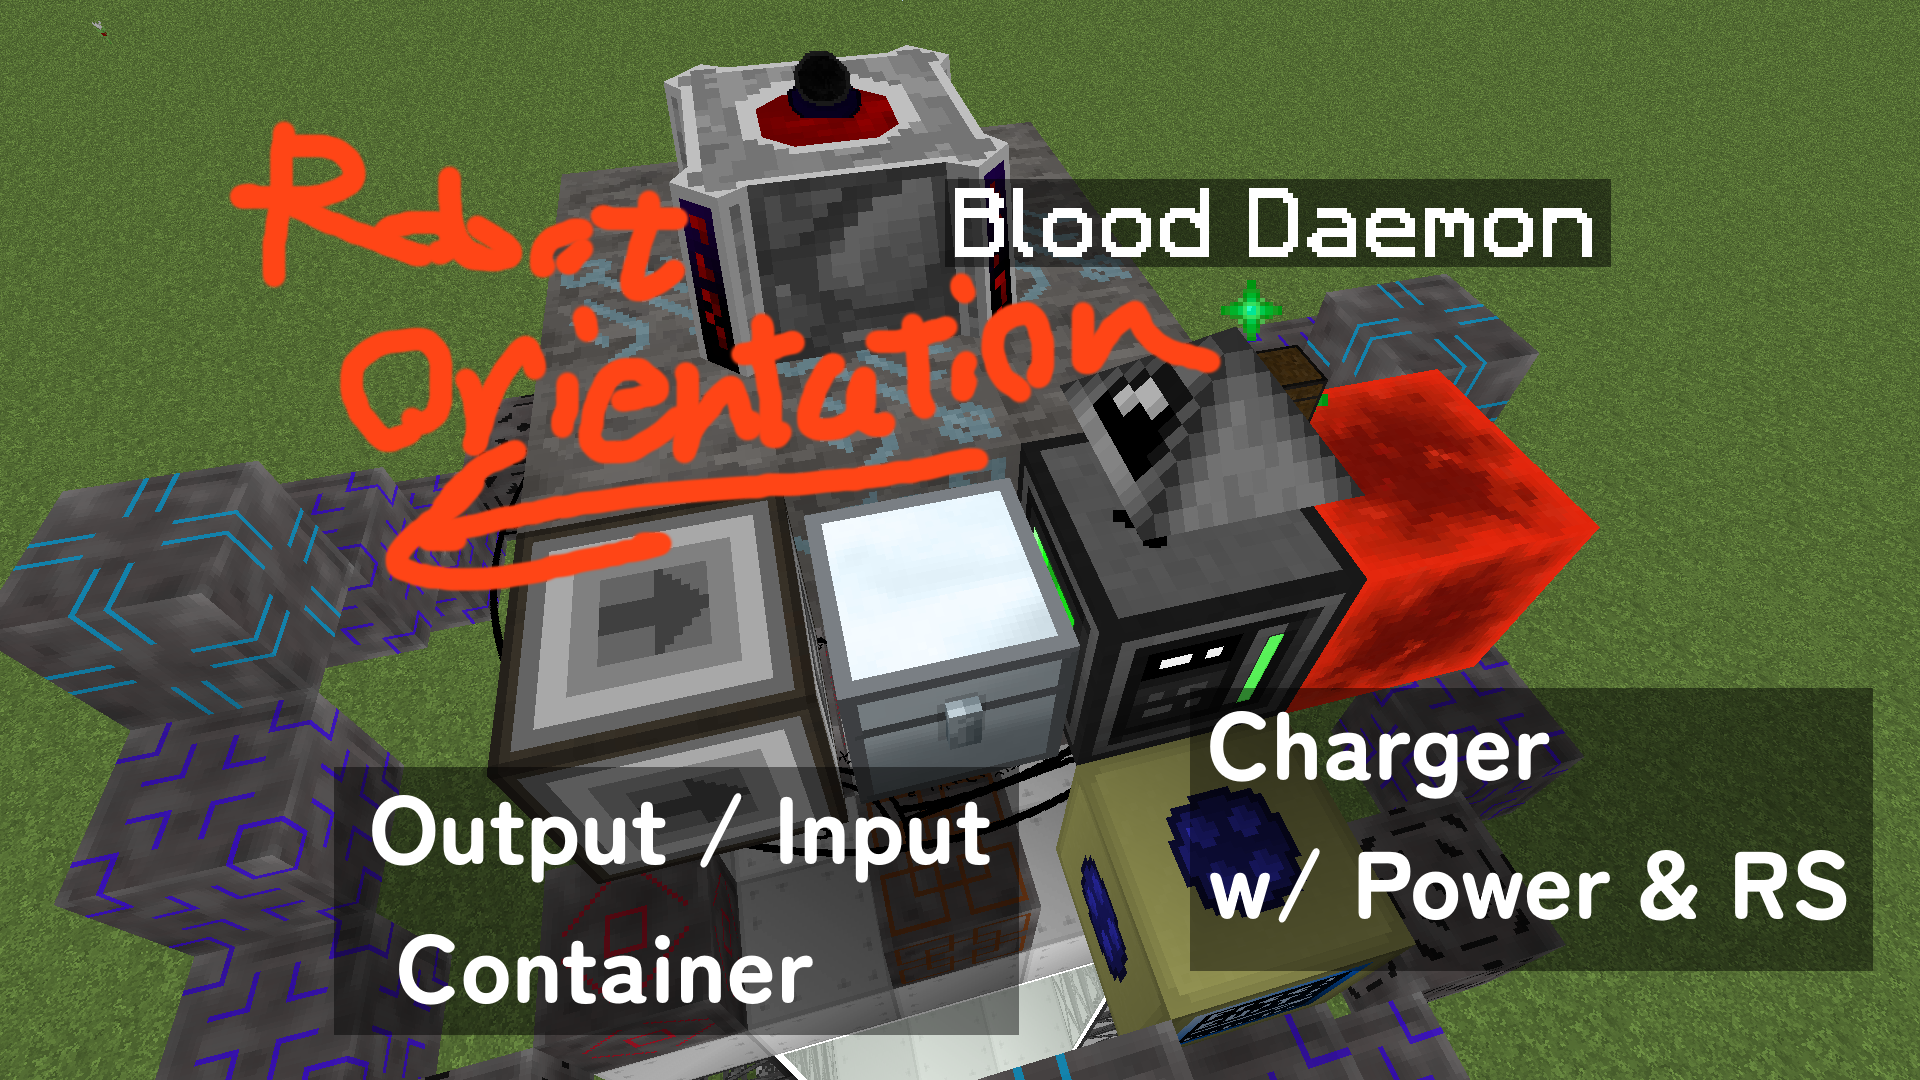 Robot
Orientation
Blood Daemon
Output / Input
Container
Charger
w/ Power & RS